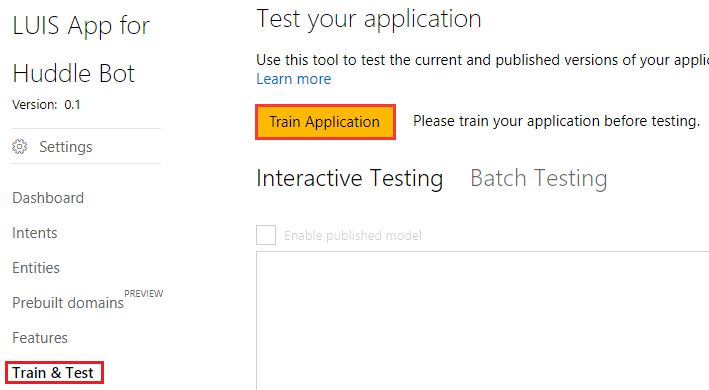 LUIS App for
Huddle Bot
Version: 0.1
Settings
Dashboard
Intents
Entities
Prebuilt domains PREVIEW
Features
Train & Test
Test your application
Use this tool to test the current and published versions of your applic
Learn more
Train Application
Please train your application before testing.
Interactive Testing
Batch Testing
Enable published model